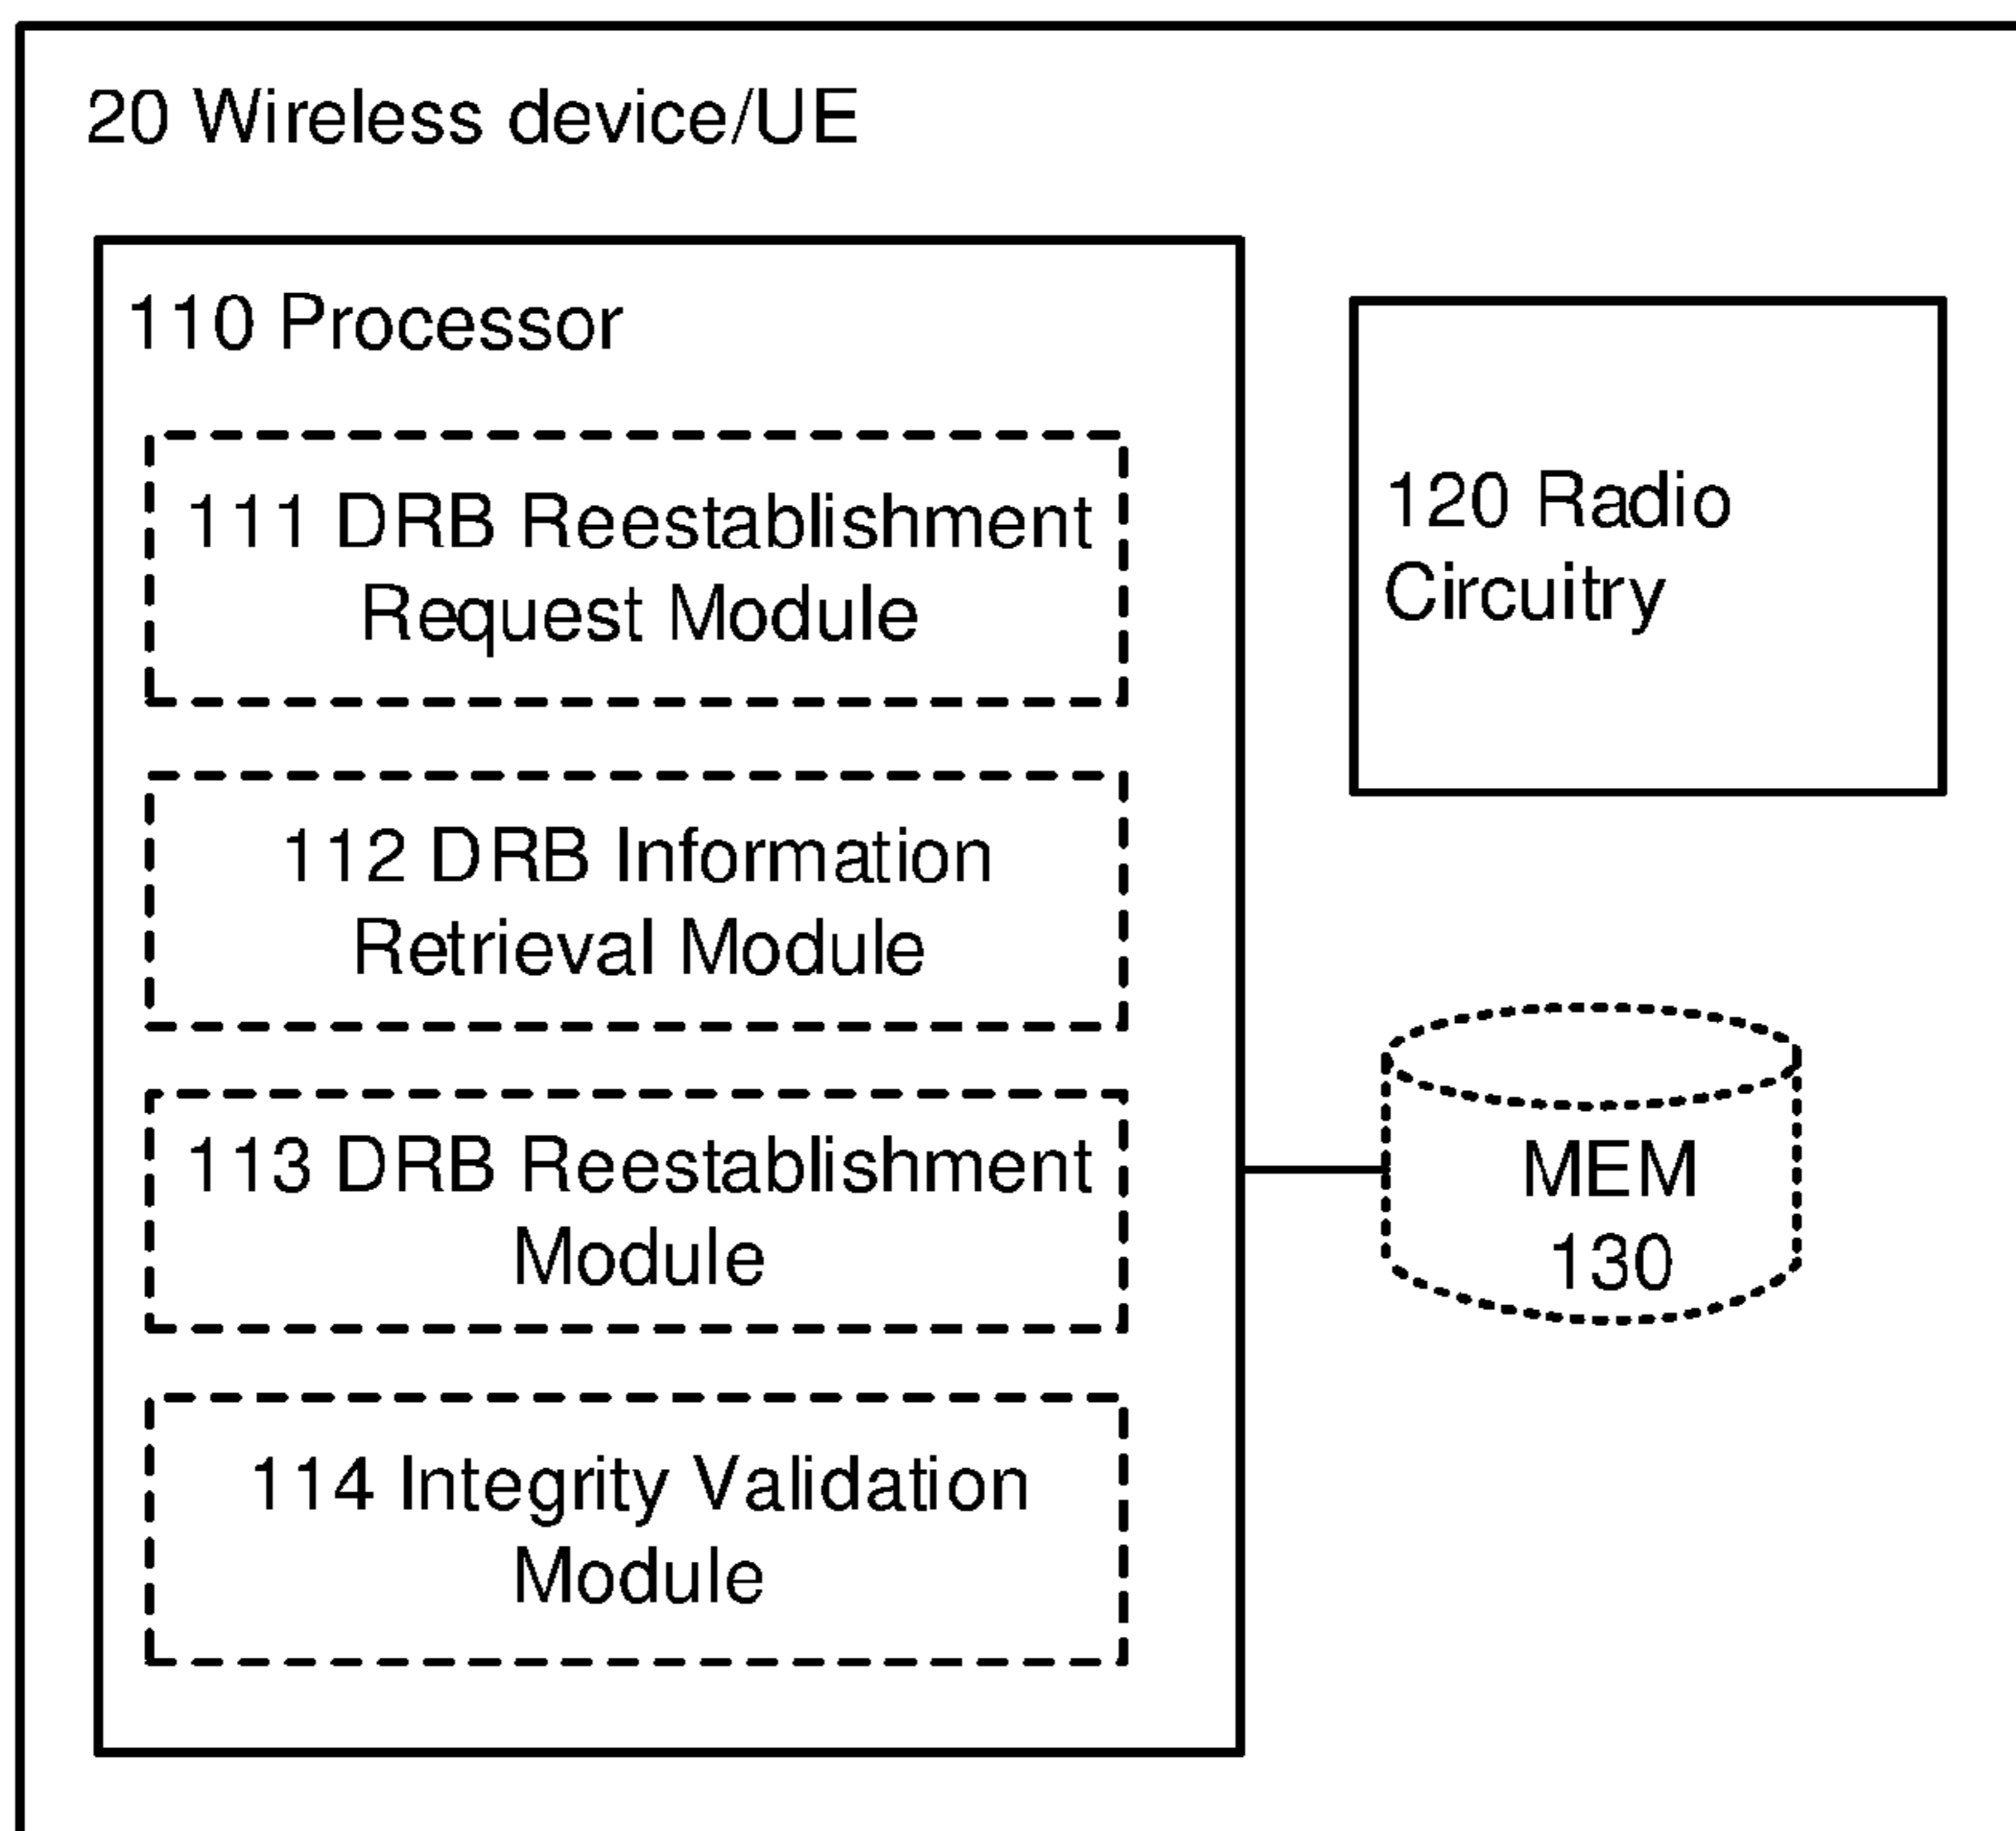 20 Wireless device/UE
110 Processor
111 DRB Reestablishment
Request Module
112 DRB Information
Retrieval Module
113 DRB Reestablishment
Module
114 Integrity Validation
Module
120 Radio
Circuitry
MEM
130